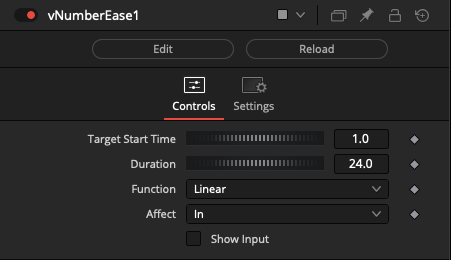 vNumberEase1
Edit Reload
Controls Settings
Target Start Time 1.0
Duration 24.0
Function Linear
Affect In
Show Input